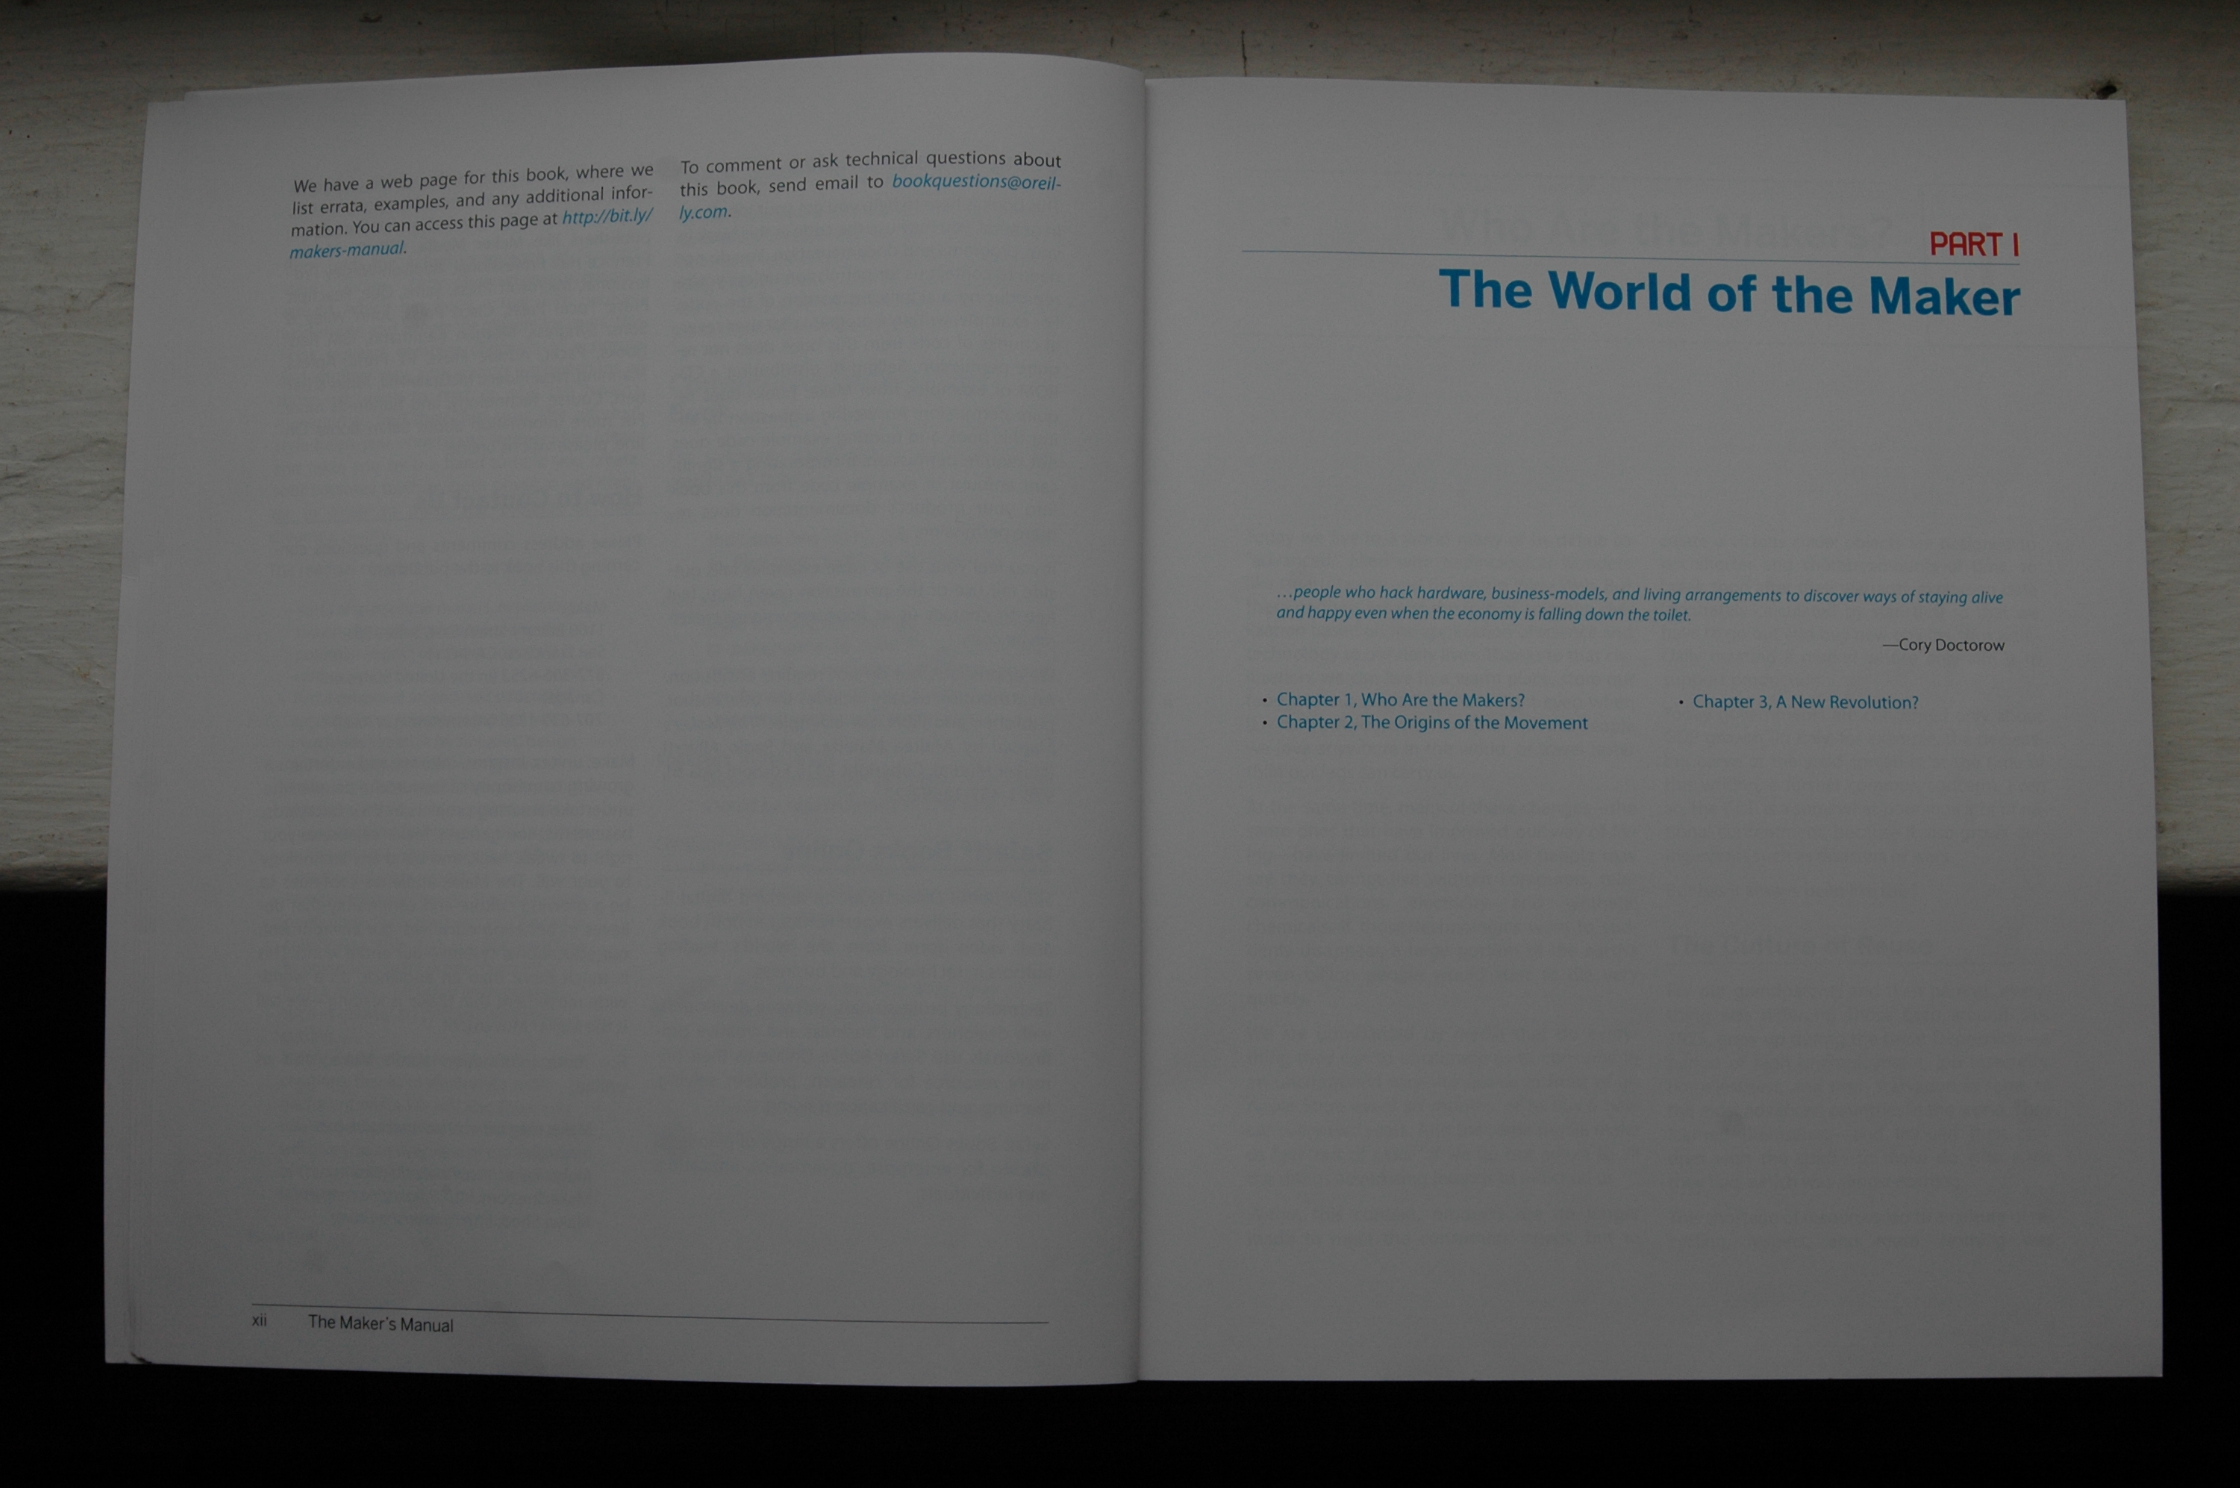 We have a web page for this book, where we
list errata, examples, and any additional infor-
mation. You can access this page at http://bit.ly/
makers-manual.
To comment or ask technical questions about
this book, send email to bookquestions@oreil-
ly.com.
xii The Maker's Manual
PART I
The World of the Maker
...people who hack hardware, business-models, and living arrangements to discover ways of staying alive
and happy even when the economy is falling down the toilet.
—Cory Doctorow
• Chapter 1, Who Are the Makers?
• Chapter 2, The Origins of the Movement
• Chapter 3, A New Revolution?